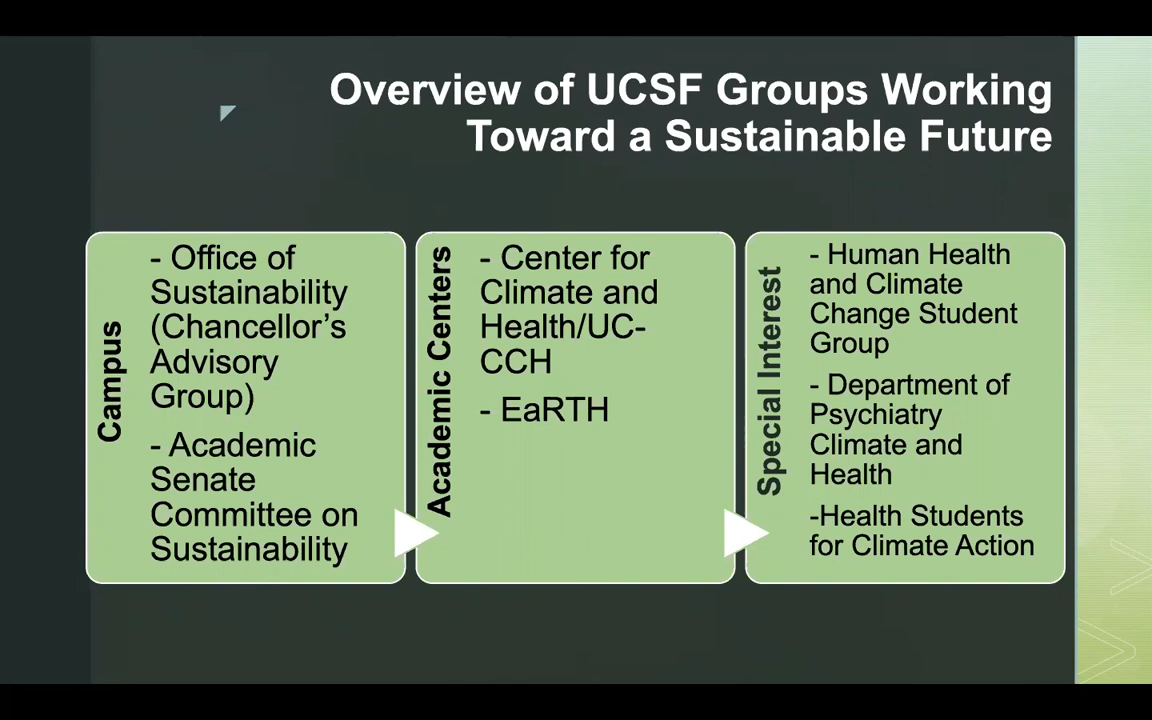 Overview of UCSF Groups Working
Toward a Sustainable Future
Campus
- Office of
Sustainability
(Chancellor’s
Advisory
Group)
- Academic
Senate
Committee on
Sustainability
Academic Centers
- Center for
Climate and
Health/UC-
CCH
- EaRTH
Special Interest
- Human Health
and Climate
Change Student
Group
- Department of
Psychiatry
Climate and
Health
-Health Students
for Climate Action